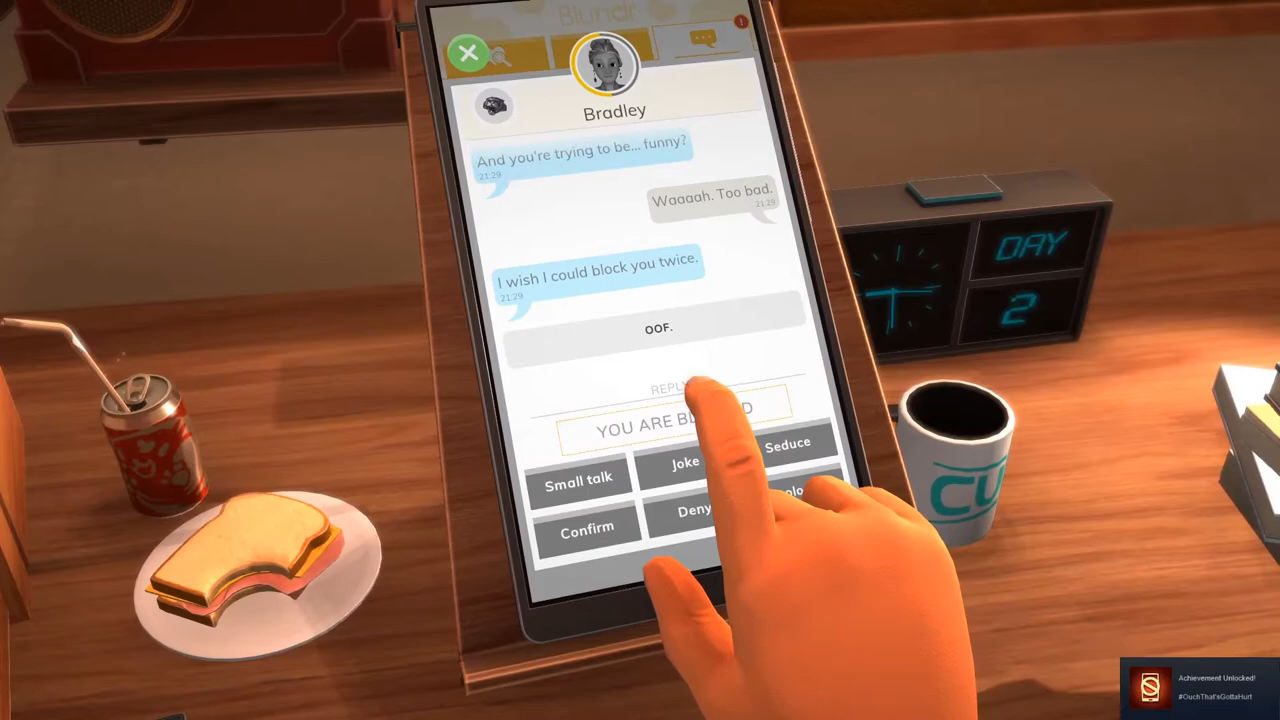 Blundr
Bradley
And you're trying to be... funny?
21:29
Waaaah. Too bad.
21:29
I wish I could block you twice.
21:29
OOF.
REPLY
YOU ARE
Small talk
Joke
Seduce
Confirm
Deny
DAY
2
CU
Achievement Unlocked!
#OuchThat'sGottaHurt